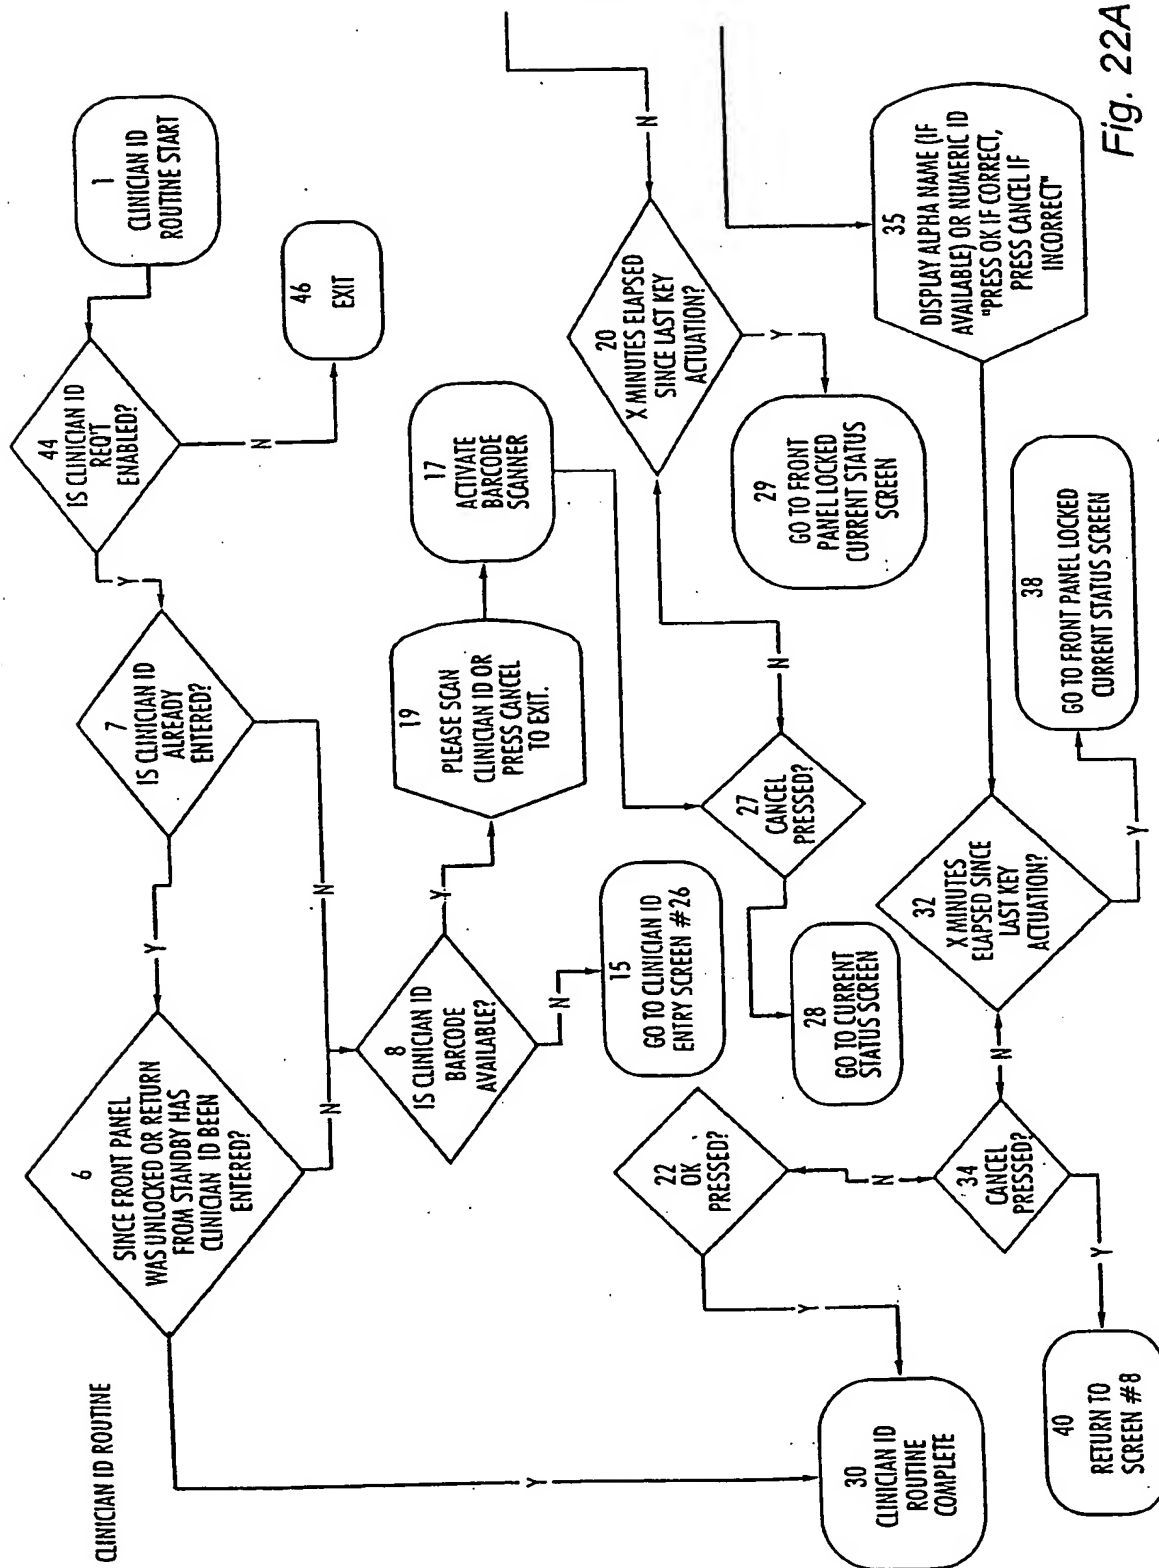 CLINICIAN ID ROUTINE
1
CLINICIAN ID
ROUTINE START
44
IS CLINICIAN ID
REQ'T
ENABLED?
N
46
EXIT
Y
7
IS CLINICIAN ID
ALREADY
ENTERED?
Y
N
6
SINCE FRONT PANEL
WAS UNLOCKED OR RETURN
FROM STANDBY HAS
CLINICIAN ID BEEN
ENTERED?
N
Y
8
IS CLINICIAN ID
BARCODE
AVAILABLE?
Y
N
15
GO TO CLINICIAN ID
ENTRY SCREEN #26
19
PLEASE SCAN
CLINICIAN ID OR
PRESS CANCEL
TO EXIT.
17
ACTIVATE
BARCODE
SCANNER
27
CANCEL
PRESSED?
N
28
GO TO CURRENT
STATUS SCREEN
20
X MINUTES ELAPSED
SINCE LAST KEY
ACTUATION?
N
Y
29
GO TO FRONT
PANEL LOCKED
CURRENT STATUS
SCREEN
35
DISPLAY ALPHA NAME (IF
AVAILABLE) OR NUMERIC ID
"PRESS OK IF CORRECT,
PRESS CANCEL IF
INCORRECT"
32
X MINUTES
ELAPSED SINCE
LAST KEY
ACTUATION?
Y
38
GO TO FRONT PANEL LOCKED
CURRENT STATUS SCREEN
N
34
CANCEL
PRESSED?
N
Y
22
OK
PRESSED?
Y
30
CLINICIAN ID
ROUTINE
COMPLETE
40
RETURN TO
SCREEN #8
Fig. 22A